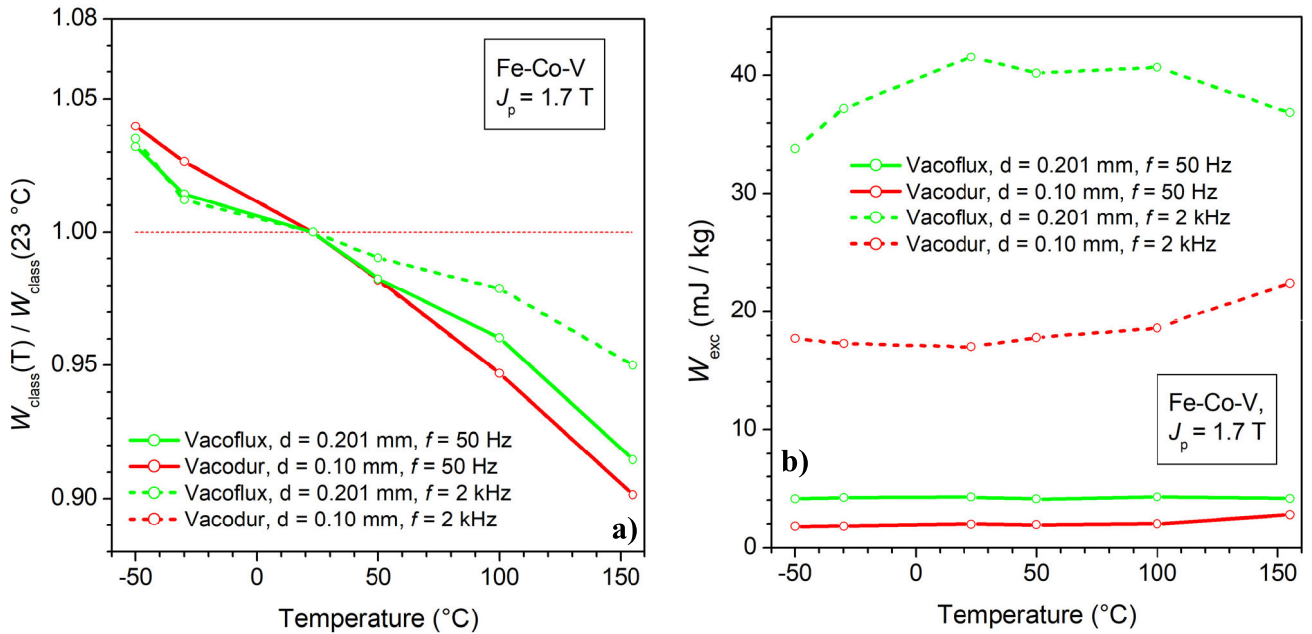 1.08
1.05
1.00
0.95
0.90
W_class(T) / W_class(23 °C)
Fe-Co-V
J_p = 1.7 T
Vacoflux, d = 0.201 mm, f = 50 Hz
Vacodur, d = 0.10 mm, f = 50 Hz
Vacoflux, d = 0.201 mm, f = 2 kHz
Vacodur, d = 0.10 mm, f = 2 kHz
a)
-50 0 50 100 150
Temperature (°C)
40
30
20
10
0
W_exc (mJ / kg)
Vacoflux, d = 0.201 mm, f = 50 Hz
Vacodur, d = 0.10 mm, f = 50 Hz
Vacoflux, d = 0.201 mm, f = 2 kHz
Vacodur, d = 0.10 mm, f = 2 kHz
Fe-Co-V,
J_p = 1.7 T
b)
-50 0 50 100 150
Temperature (°C)